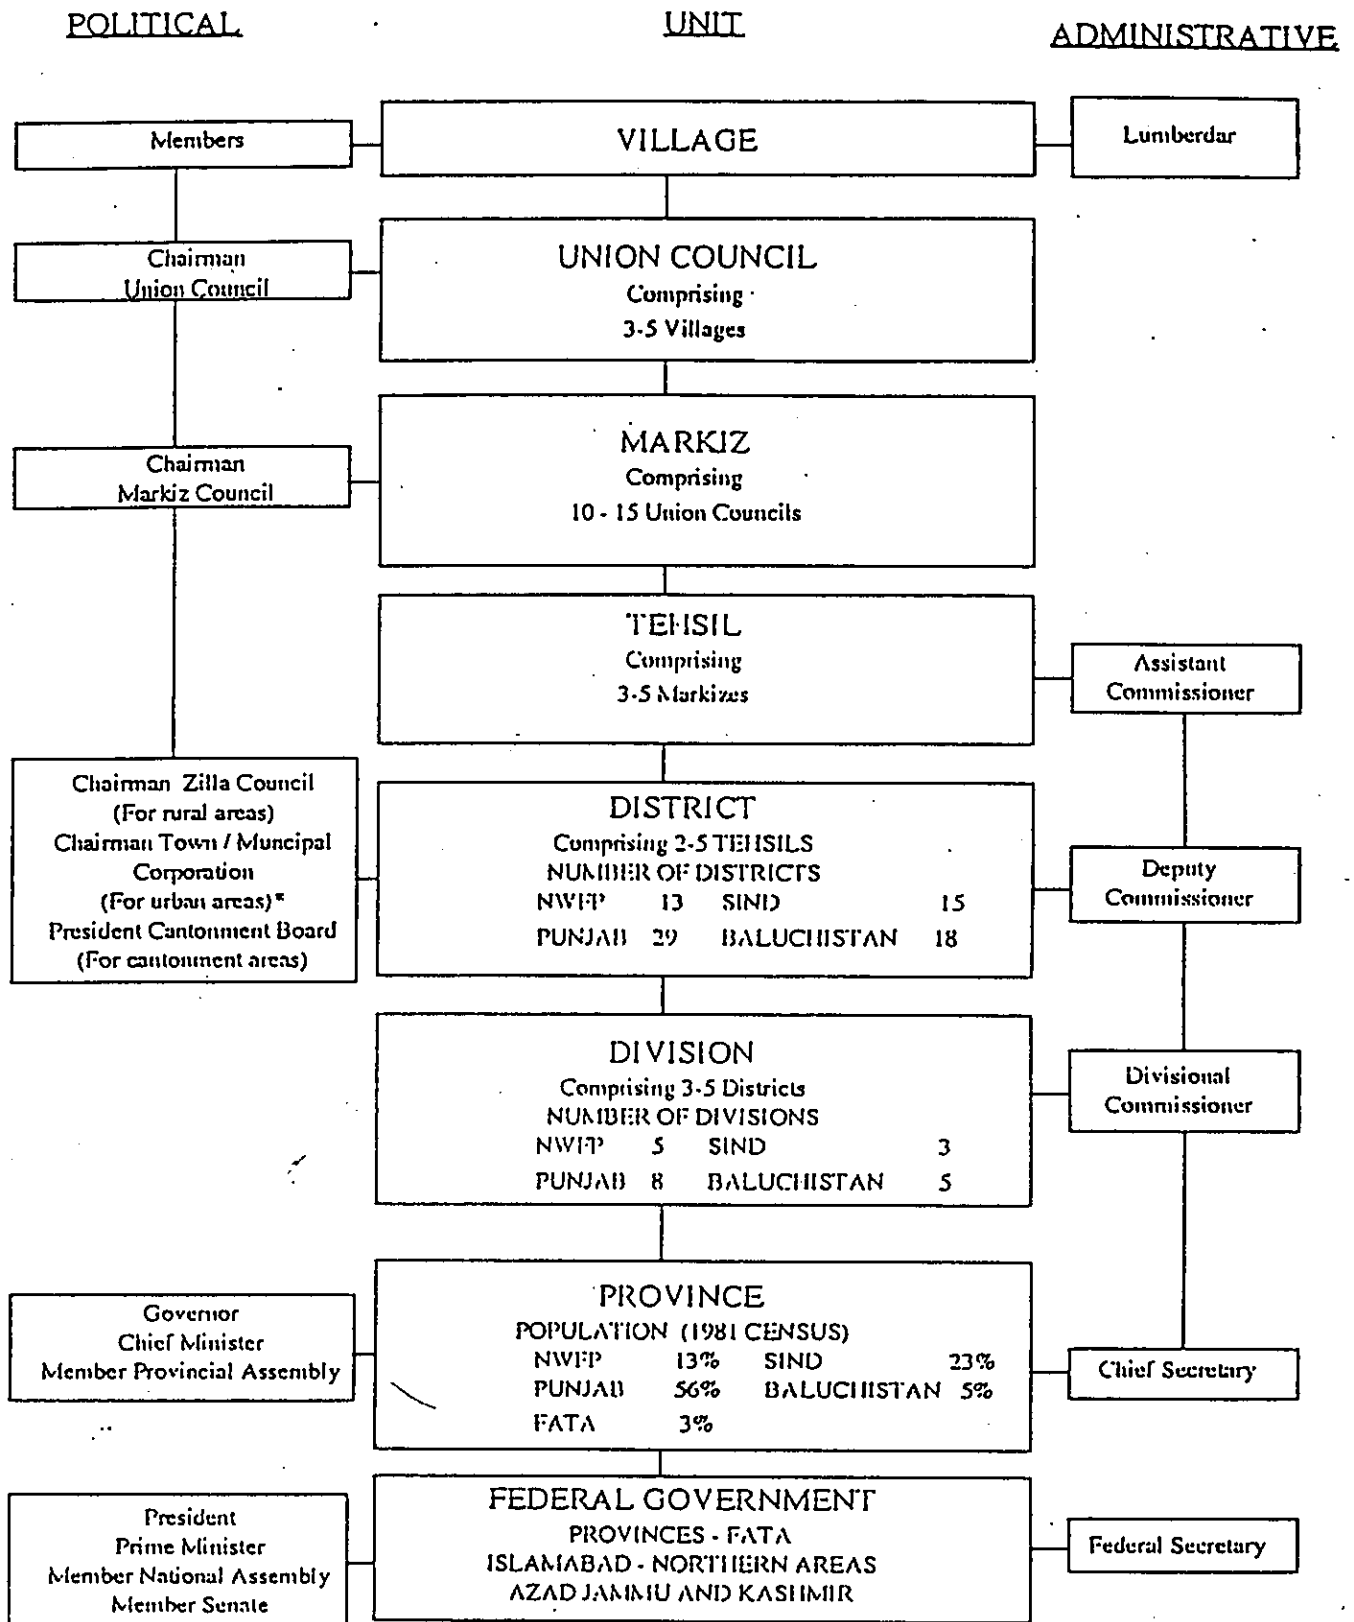 POLITICAL
UNIT
ADMINISTRATIVE
Members
VILLAGE
Lumberdar
Chairman
Union Council
UNION COUNCIL
Comprising
3-5 Villages
Chairman
Markiz Council
MARKIZ
Comprising
10 - 15 Union Councils
TEHSIL
Comprising
3-5 Markizes
Assistant
Commissioner
Chairman Zilla Council
(For rural areas)
Chairman Town / Muncipal
Corporation
(For urban areas)*
President Cantonment Board
(For cantonment areas)
DISTRICT
Comprising 2-5 TEHSILS
NUMBER OF DISTRICTS
NWFP 13 SIND 15
PUNJAB 29 BALUCHISTAN 18
Deputy
Commissioner
DIVISION
Comprising 3-5 Districts
NUMBER OF DIVISIONS
NWFP 5 SIND 3
PUNJAB 8 BALUCHISTAN 5
Divisional
Commissioner
Governor
Chief Minister
Member Provincial Assembly
PROVINCE
POPULATION (1981 CENSUS)
NWFP 13% SIND 23%
PUNJAB 56% BALUCHISTAN 5%
FATA 3%
Chief Secretary
President
Prime Minister
Member National Assembly
Member Senate
FEDERAL GOVERNMENT
PROVINCES - FATA
ISLAMABAD - NORTHERN AREAS
AZAD JAMMU AND KASHMIR
Federal Secretary